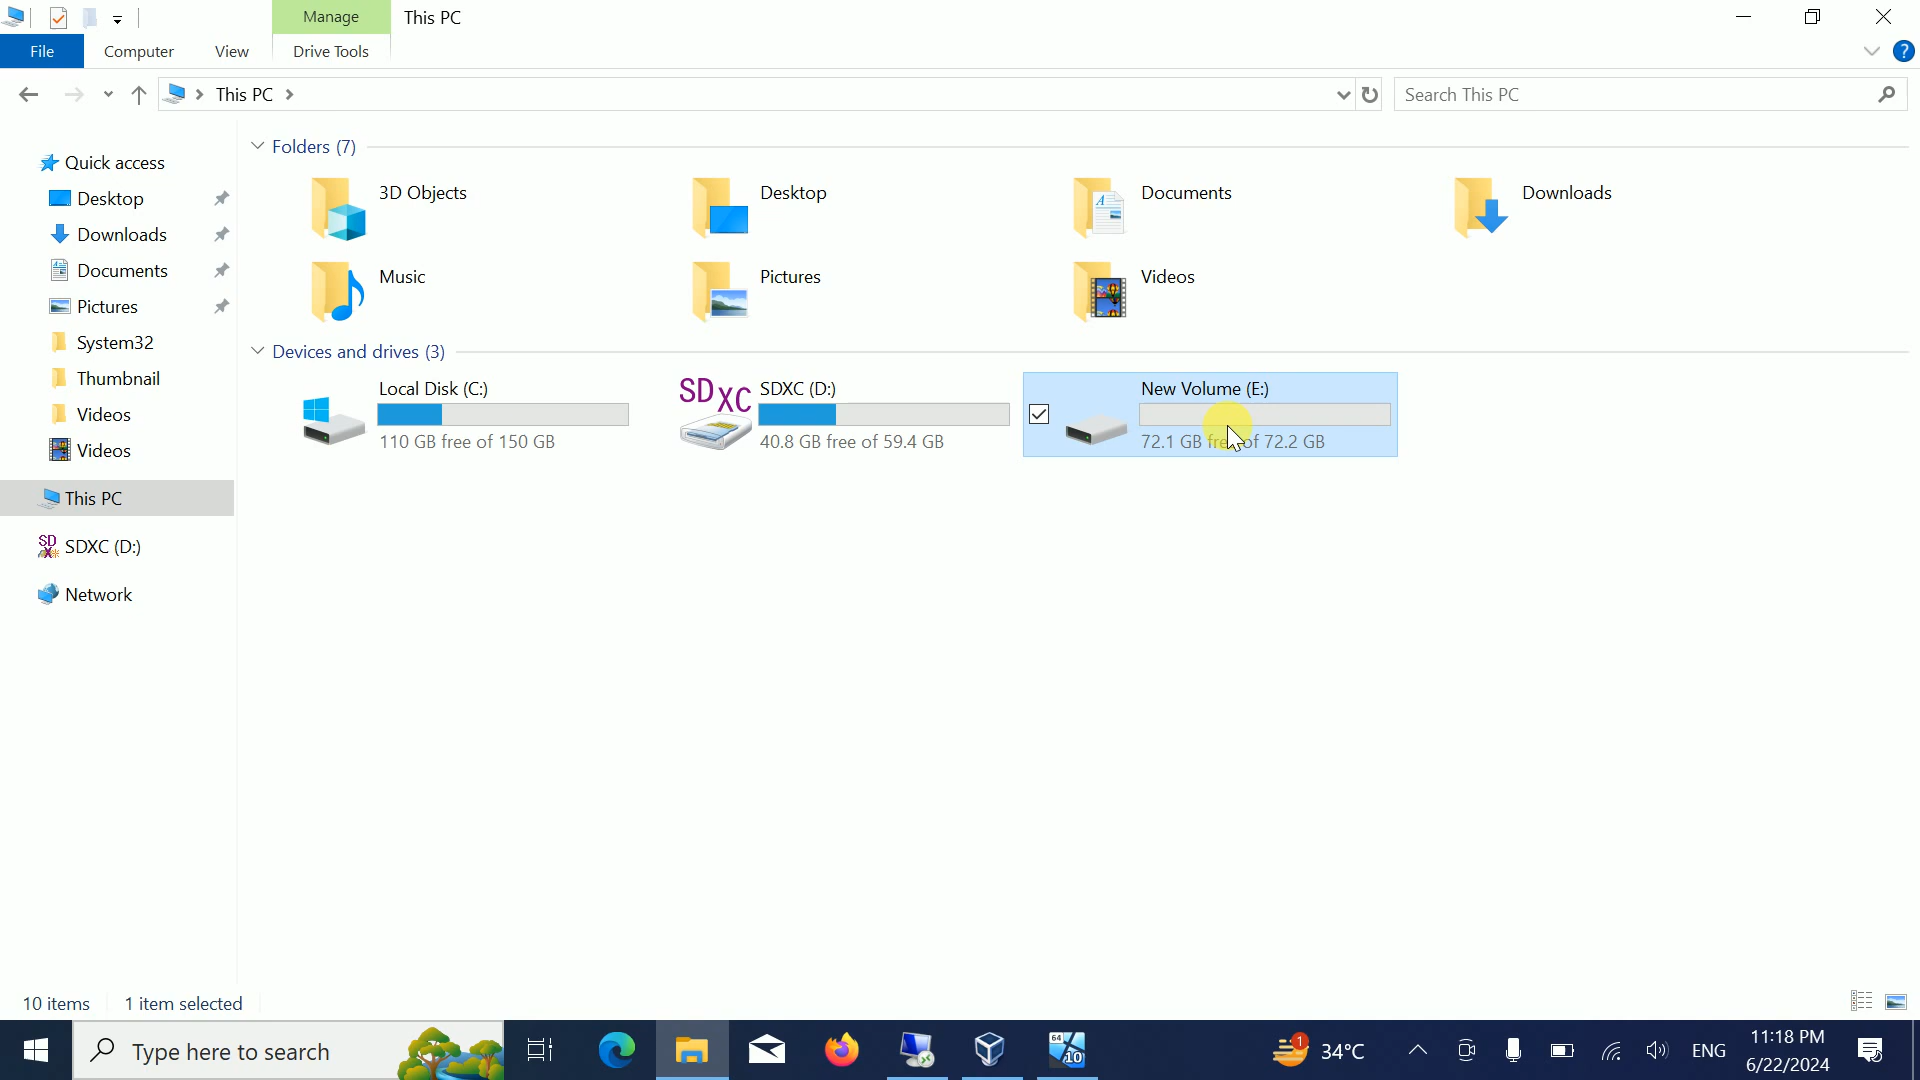 Manage
This PC
File
Computer
View
Drive Tools
This PC
Search This PC
Quick access
Desktop
Downloads
Documents
Pictures
System32
Thumbnail
Videos
Videos
This PC
SDXC (D:)
Network
Folders (7)
3D Objects
Desktop
Documents
Downloads
Music
Pictures
Videos
Devices and drives (3)
Local Disk (C:)
110 GB free of 150 GB
SDXC
SDXC (D:)
40.8 GB free of 59.4 GB
New Volume (E:)
72.1 GB free of 72.2 GB
10 items
1 item selected
Type here to search
64
10
1
34°C
ENG
11:18 PM
6/22/2024